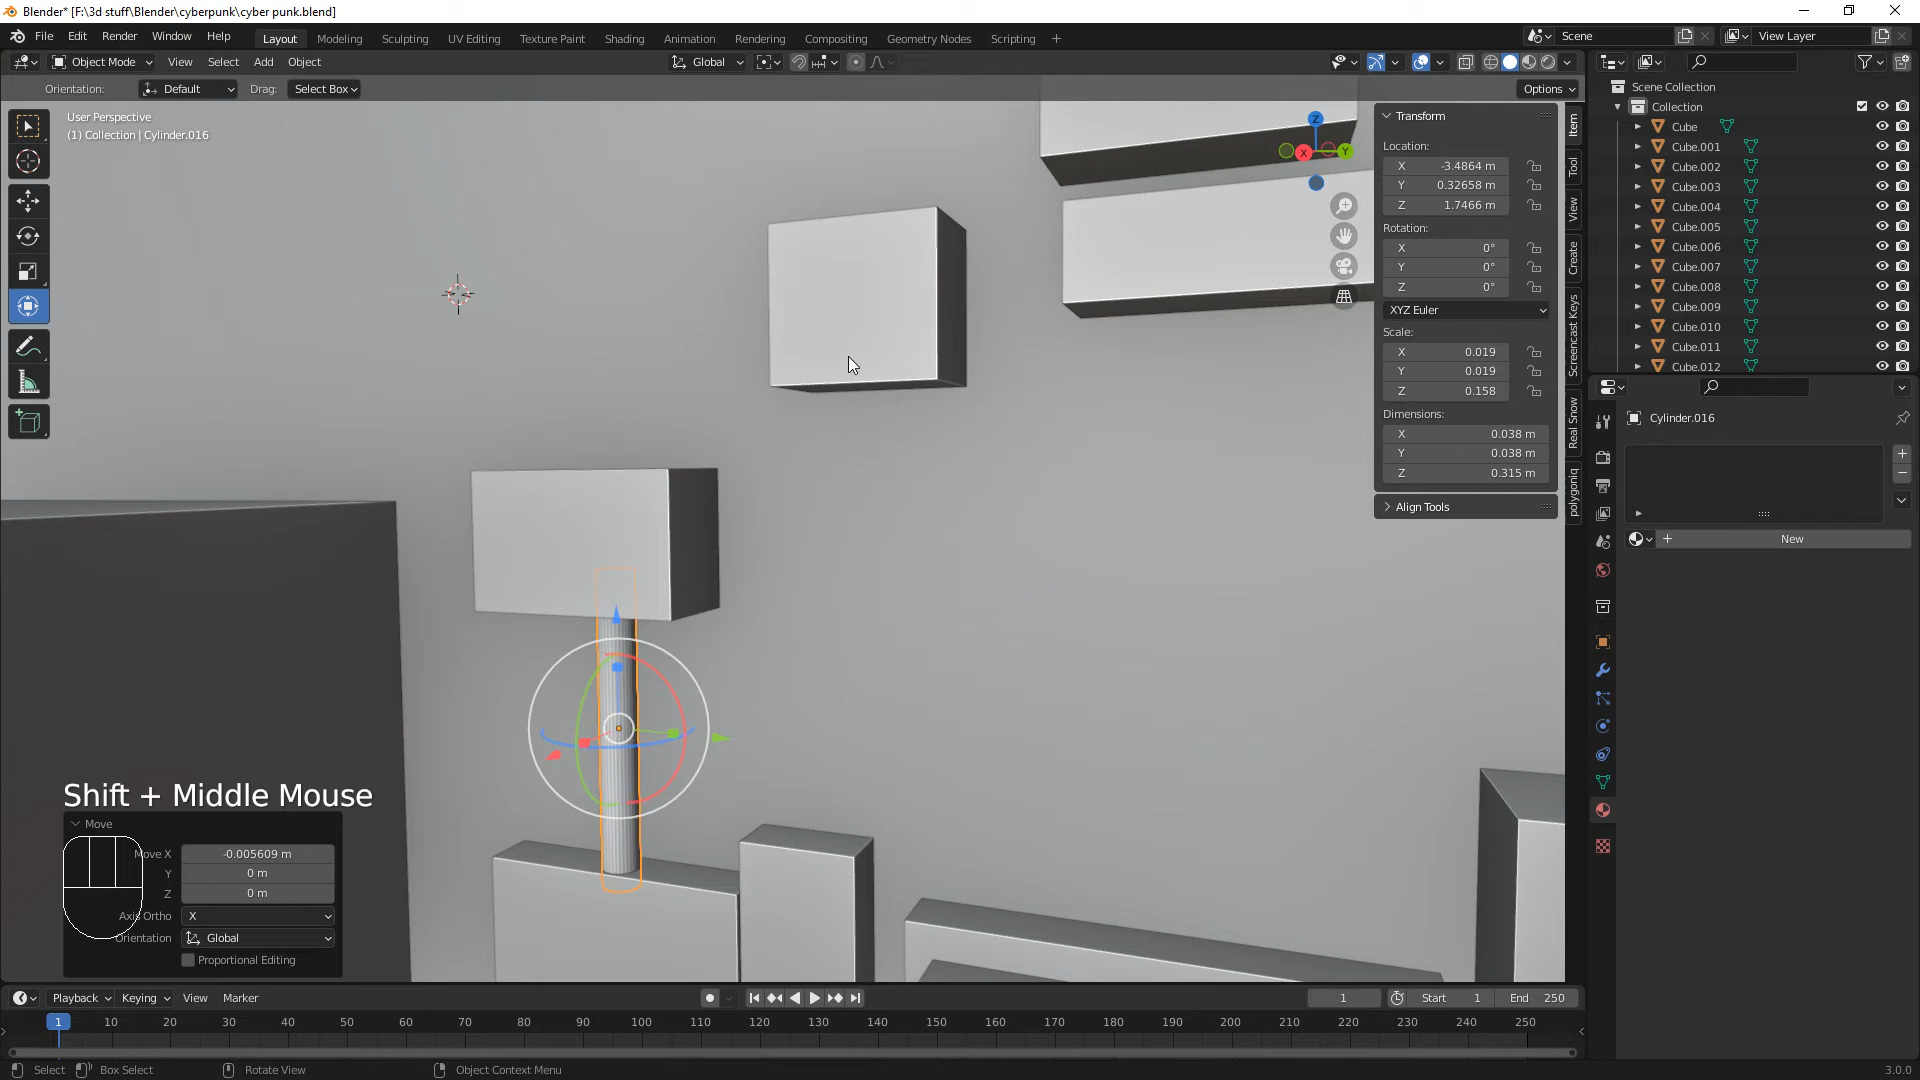 Blender* [F:\3d stuff\Blender\cyberpunk\cyber punk.blend]
File Edit Render Window Help
Layout Modeling Sculpting UV Editing Texture Paint Shading Animation Rendering Compositing Geometry Nodes Scripting +
Scene
View Layer
Object Mode View Select Add Object
Global
Orientation: Default Drag: Select Box
Options
User Perspective
(1) Collection | Cylinder.016
Z
X
Y
Transform
Location:
X -3.4864 m
Y 0.32658 m
Z 1.7466 m
Rotation:
X 0°
Y 0°
Z 0°
XYZ Euler
Scale:
X 0.019
Y 0.019
Z 0.158
Dimensions:
X 0.038 m
Y 0.038 m
Z 0.315 m
Align Tools
Item
Tool
View
Create
Screencast Keys
Real Snow
polygoniq
Scene Collection
Collection
Cube
Cube.001
Cube.002
Cube.003
Cube.004
Cube.005
Cube.006
Cube.007
Cube.008
Cube.009
Cube.010
Cube.011
Cube.012
Cylinder.016
New
Shift + Middle Mouse
Move
Move X -0.005609 m
Y 0 m
Z 0 m
Axis Ortho X
Orientation Global
Proportional Editing
Playback Keying View Marker
1 Start 1 End 250
1 10 20 30 40 50 60 70 80 90 100 110 120 130 140 150 160 170 180 190 200 210 220 230 240 250
Select Box Select Rotate View Object Context Menu 3.0.0